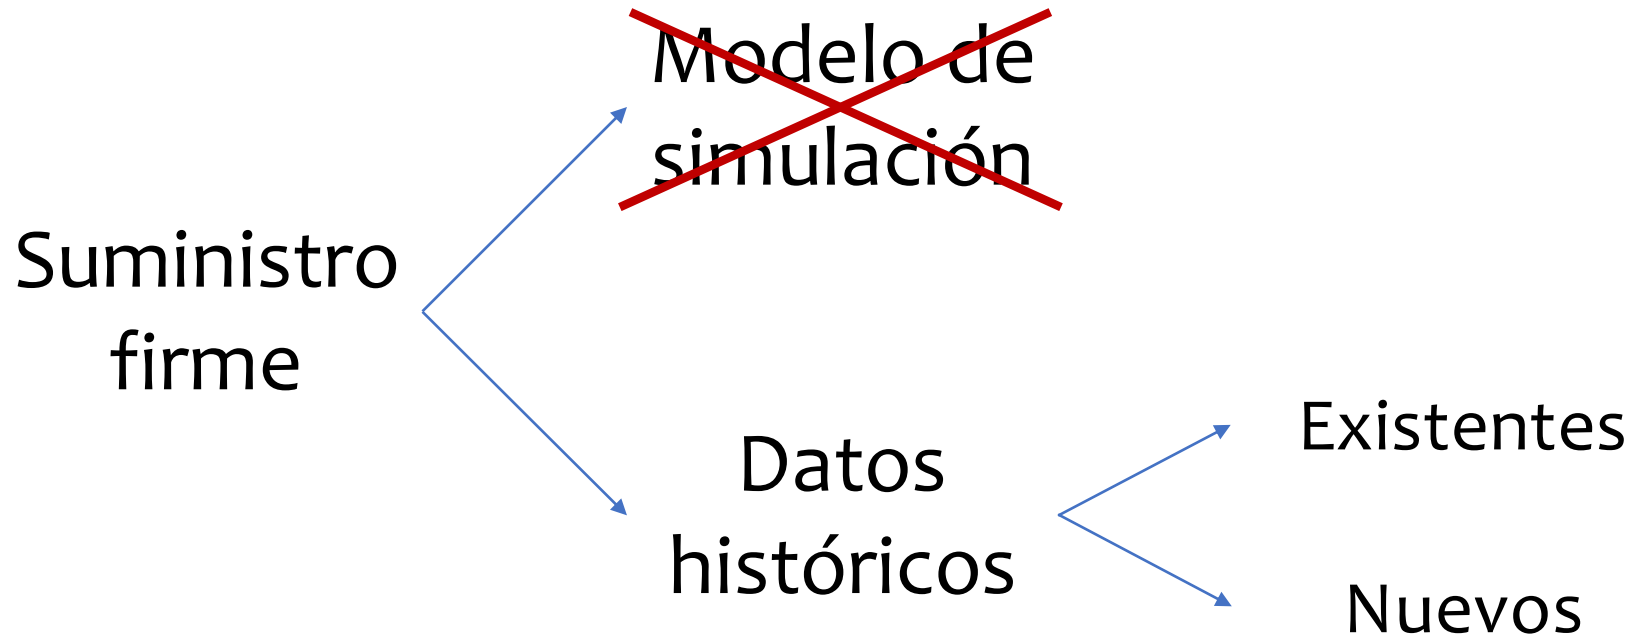 Modelo de
simulación
Suministro
firme
Datos
históricos
Existentes
Nuevos